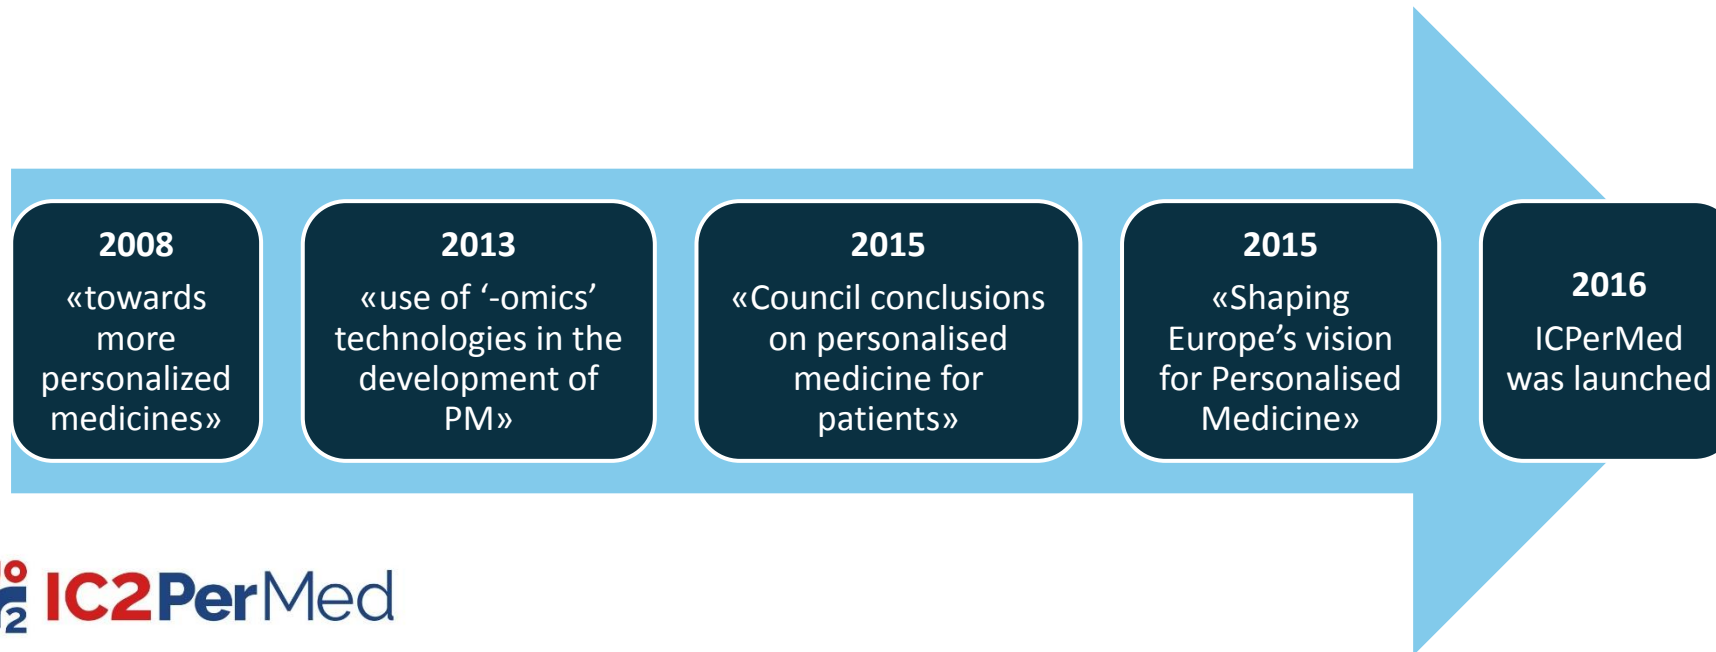 2008
«towards
more
personalized
medicines»
2013
«use of ‘-omics’
technologies in the
development of
PM»
2015
«Council conclusions
on personalised
medicine for
patients»
2015
«Shaping
Europe’s vision
for Personalised
Medicine»
2016
ICPerMed
was launched
IC2PerMed